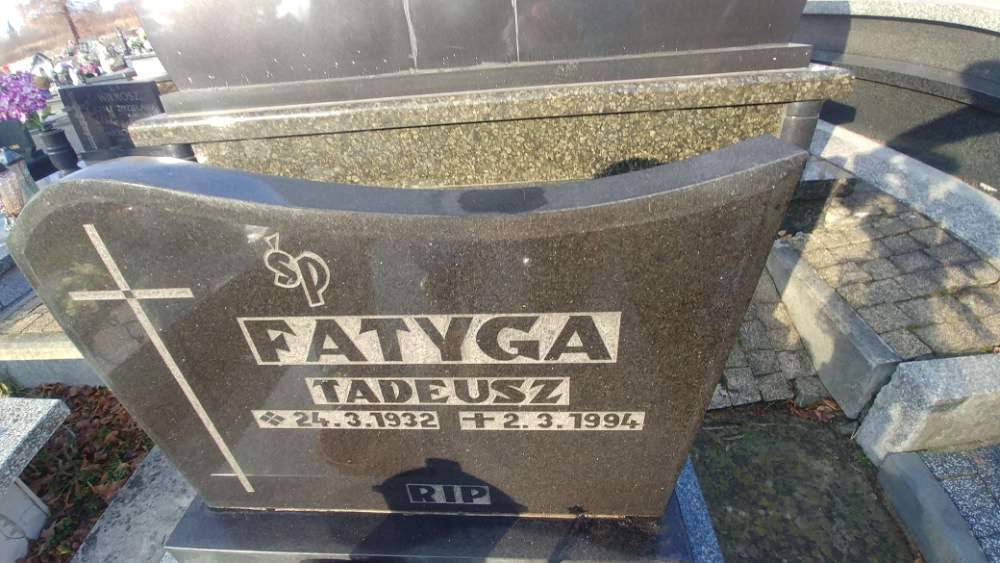 śp
FATYGA
TADEUSZ
24.3.1932 2.3.1994
RIP